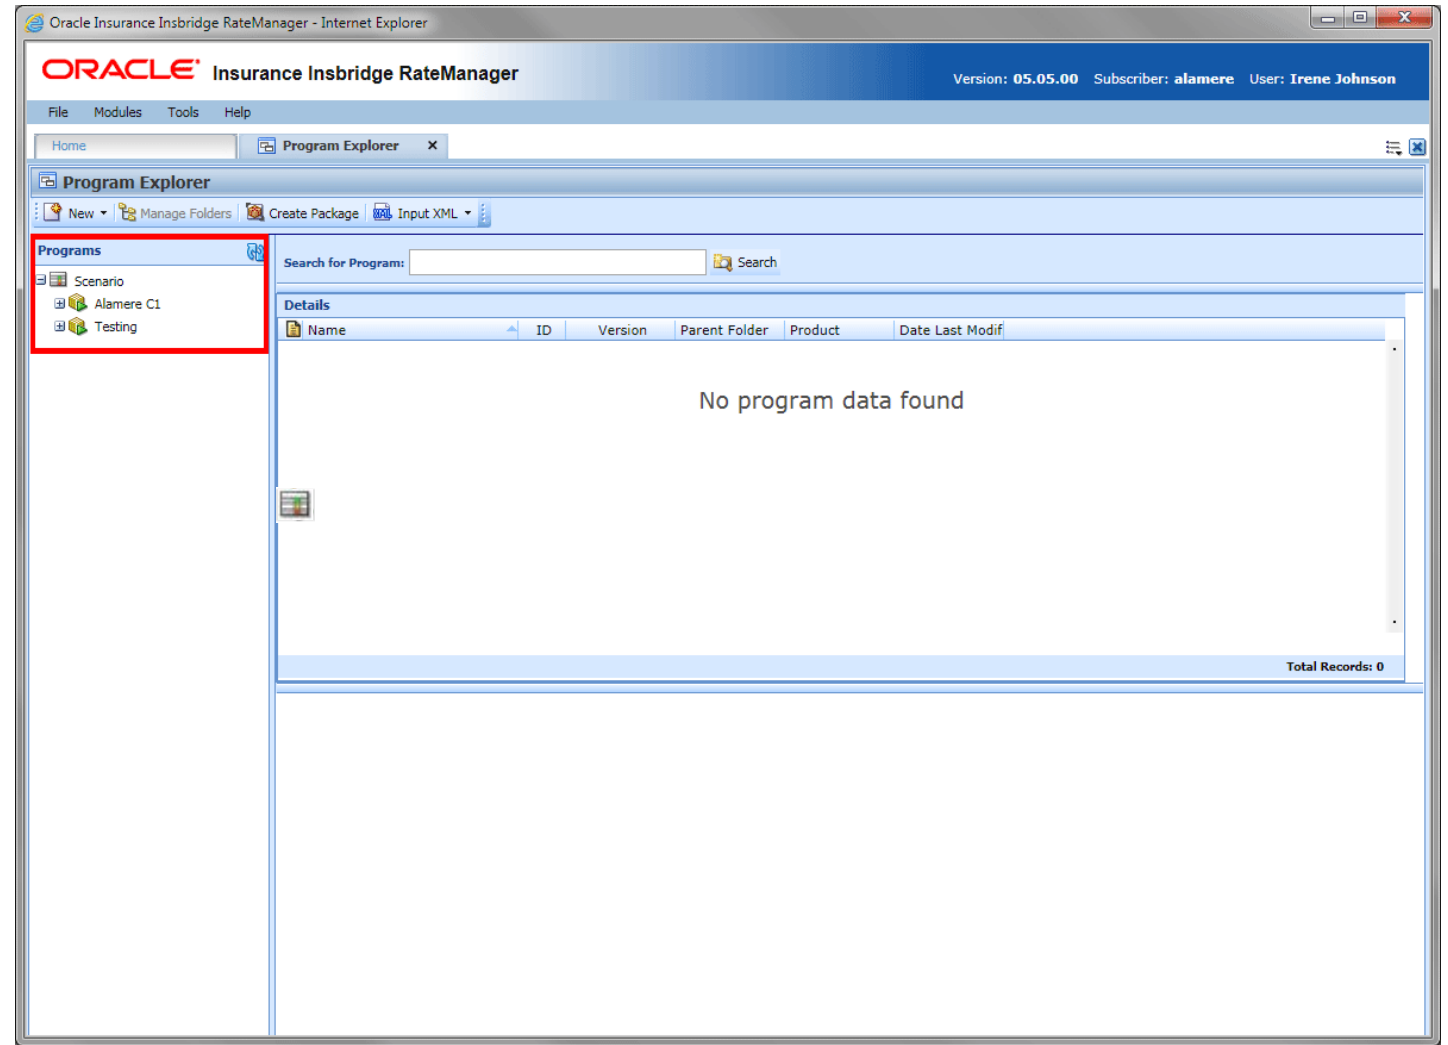 Oracle Insurance Insbridge RateManager - Internet Explorer
ORACLE Insurance Insbridge RateManager
Version: 05.05.00 Subscriber: alamere User: Irene Johnson
File Modules Tools Help
Home Program Explorer
Program Explorer
New Manage Folders Create Package Input XML
Programs
Scenario
Alamere C1
Testing
Search for Program: Search
Details
Name ID Version Parent Folder Product Date Last Modif
No program data found
Total Records: 0